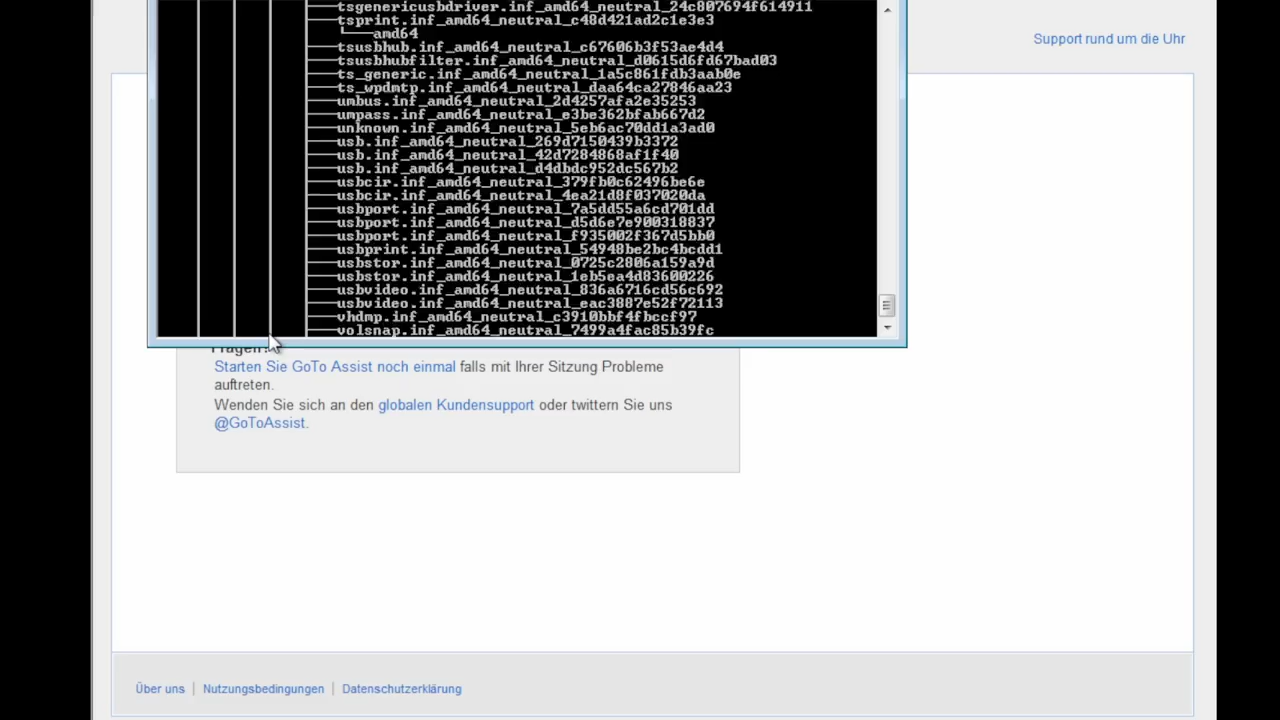 tsgenericusbdriver.inf_amd64_neutral_24c807694f614911
tsprint.inf_amd64_neutral_c48d421ad2c1e3e3
amd64
tsusbhub.inf_amd64_neutral_c67606b3f53ae4d4
tsusbhubfilter.inf_amd64_neutral_d0615d6fd67bad03
ts_generic.inf_amd64_neutral_1a5c861fdb3aab0e
ts_wpdmtp.inf_amd64_neutral_daa64ca27846aa23
umbus.inf_amd64_neutral_2d4257afa2e35253
umpass.inf_amd64_neutral_e3be362bfab667d2
unknown.inf_amd64_neutral_5eb6ac70dd1a3ad0
usb.inf_amd64_neutral_269d7150439b3372
usb.inf_amd64_neutral_42d7284868af1f40
usb.inf_amd64_neutral_d4dbdc952dc567b2
usbcir.inf_amd64_neutral_379fb0c62496be6e
usbcir.inf_amd64_neutral_4ea21d8f037020da
usbport.inf_amd64_neutral_7a5dd55a6cd701dd
usbport.inf_amd64_neutral_d5d6e7e900318837
usbport.inf_amd64_neutral_f935002f367d5bb0
usbprint.inf_amd64_neutral_54948be2bc4bcdd1
usbstor.inf_amd64_neutral_0725c2806a159a9d
usbstor.inf_amd64_neutral_1eb5ea4d83600226
usbvideo.inf_amd64_neutral_836a6716cd56c692
usbvideo.inf_amd64_neutral_eac3887e52f72113
vhdmp.inf_amd64_neutral_c3910bbf4fbccf97
volsnap.inf_amd64_neutral_7499a4fac85b39fc
Support rund um die Uhr
Fragen?
Starten Sie GoTo Assist noch einmal falls mit Ihrer Sitzung Probleme
auftreten.
Wenden Sie sich an den globalen Kundensupport oder twittern Sie uns
@GoToAssist.
Über uns | Nutzungsbedingungen | Datenschutzerklärung